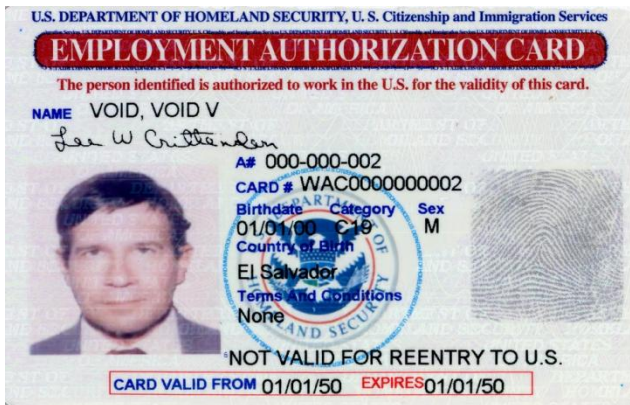 U.S. DEPARTMENT OF HOMELAND SECURITY, U. S. Citizenship and Immigration Services
EMPLOYMENT AUTHORIZATION CARD
The person identified is authorized to work in the U.S. for the validity of this card.
NAME VOID, VOID V
Lee W Crittenden
A# 000-000-002
CARD # WAC0000000002
Birthdate Category Sex
01/01/00 C19 M
Country of Birth
El Salvador
Terms And Conditions
None
NOT VALID FOR REENTRY TO U.S.
CARD VALID FROM 01/01/50 EXPIRES 01/01/50